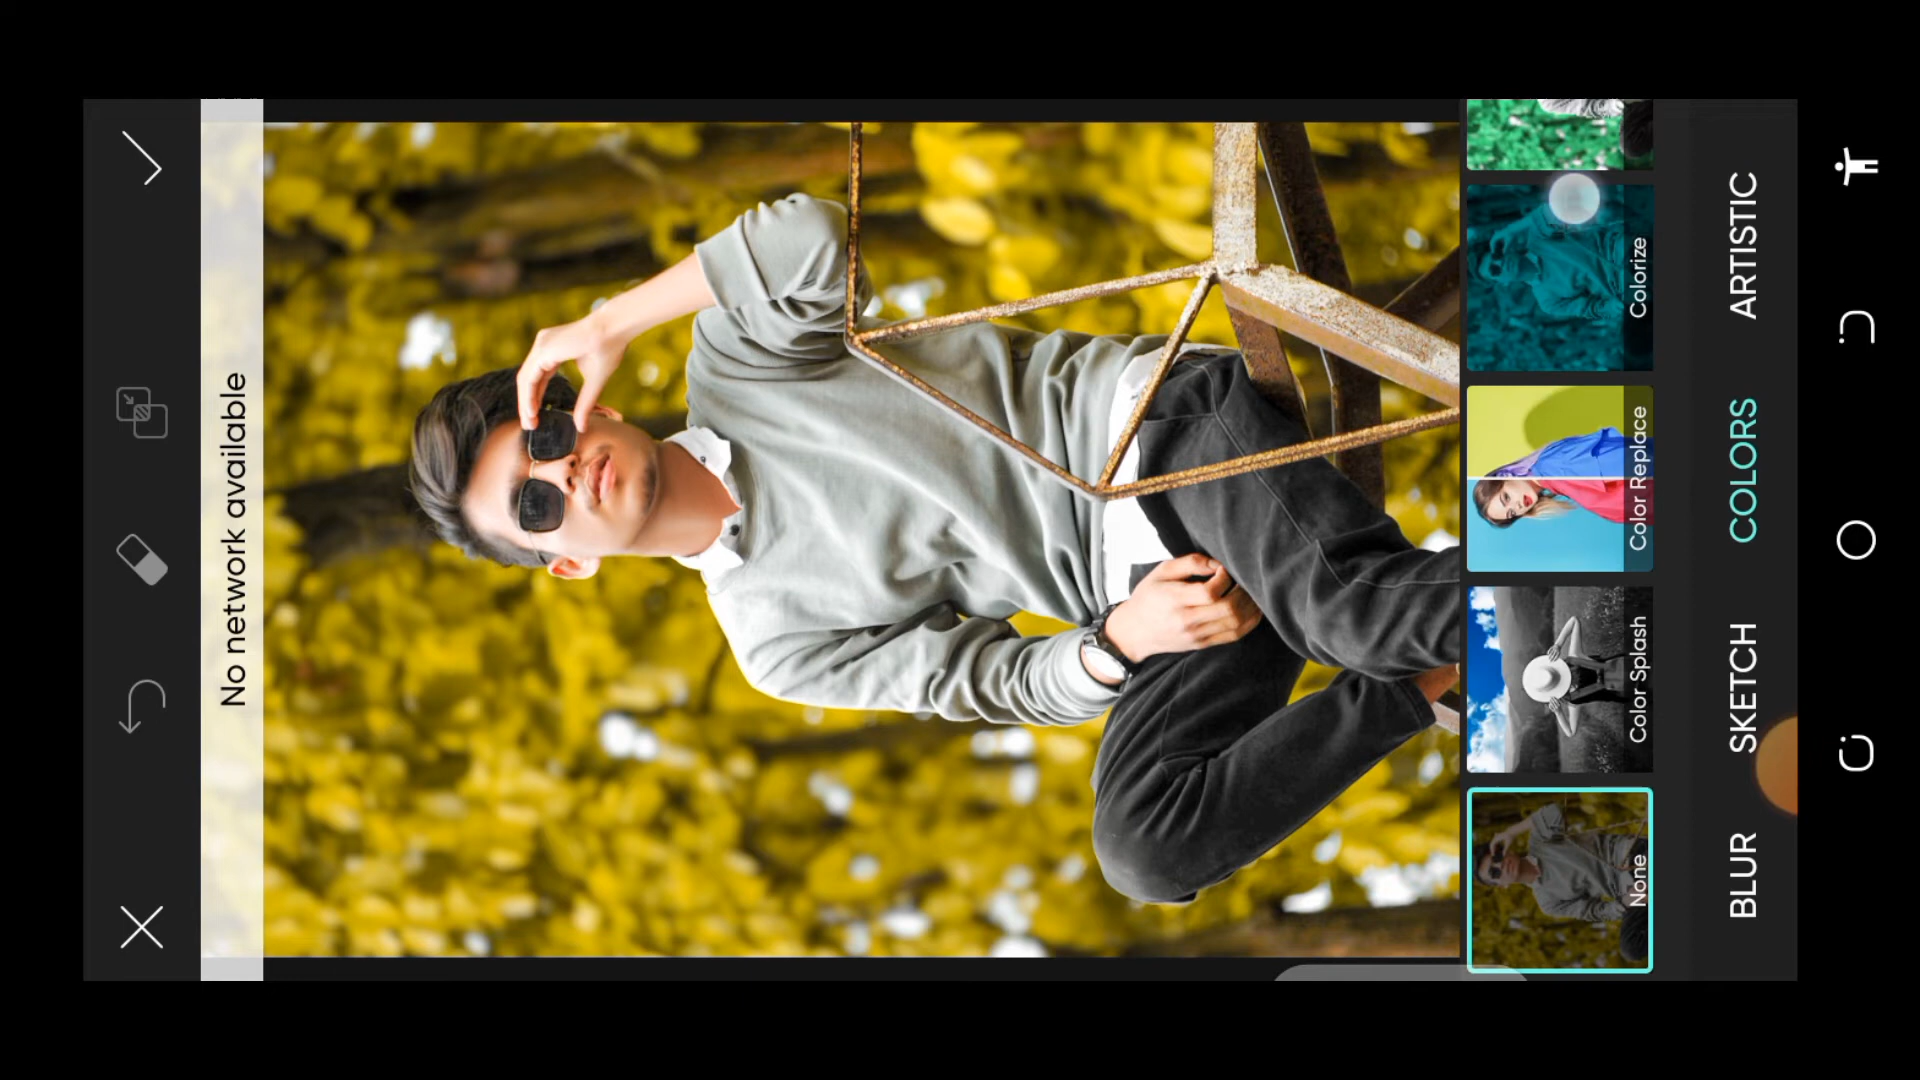 No network available
None
Color Splash
Color Replace
Colorize
BLUR
SKETCH
COLORS
ARTISTIC